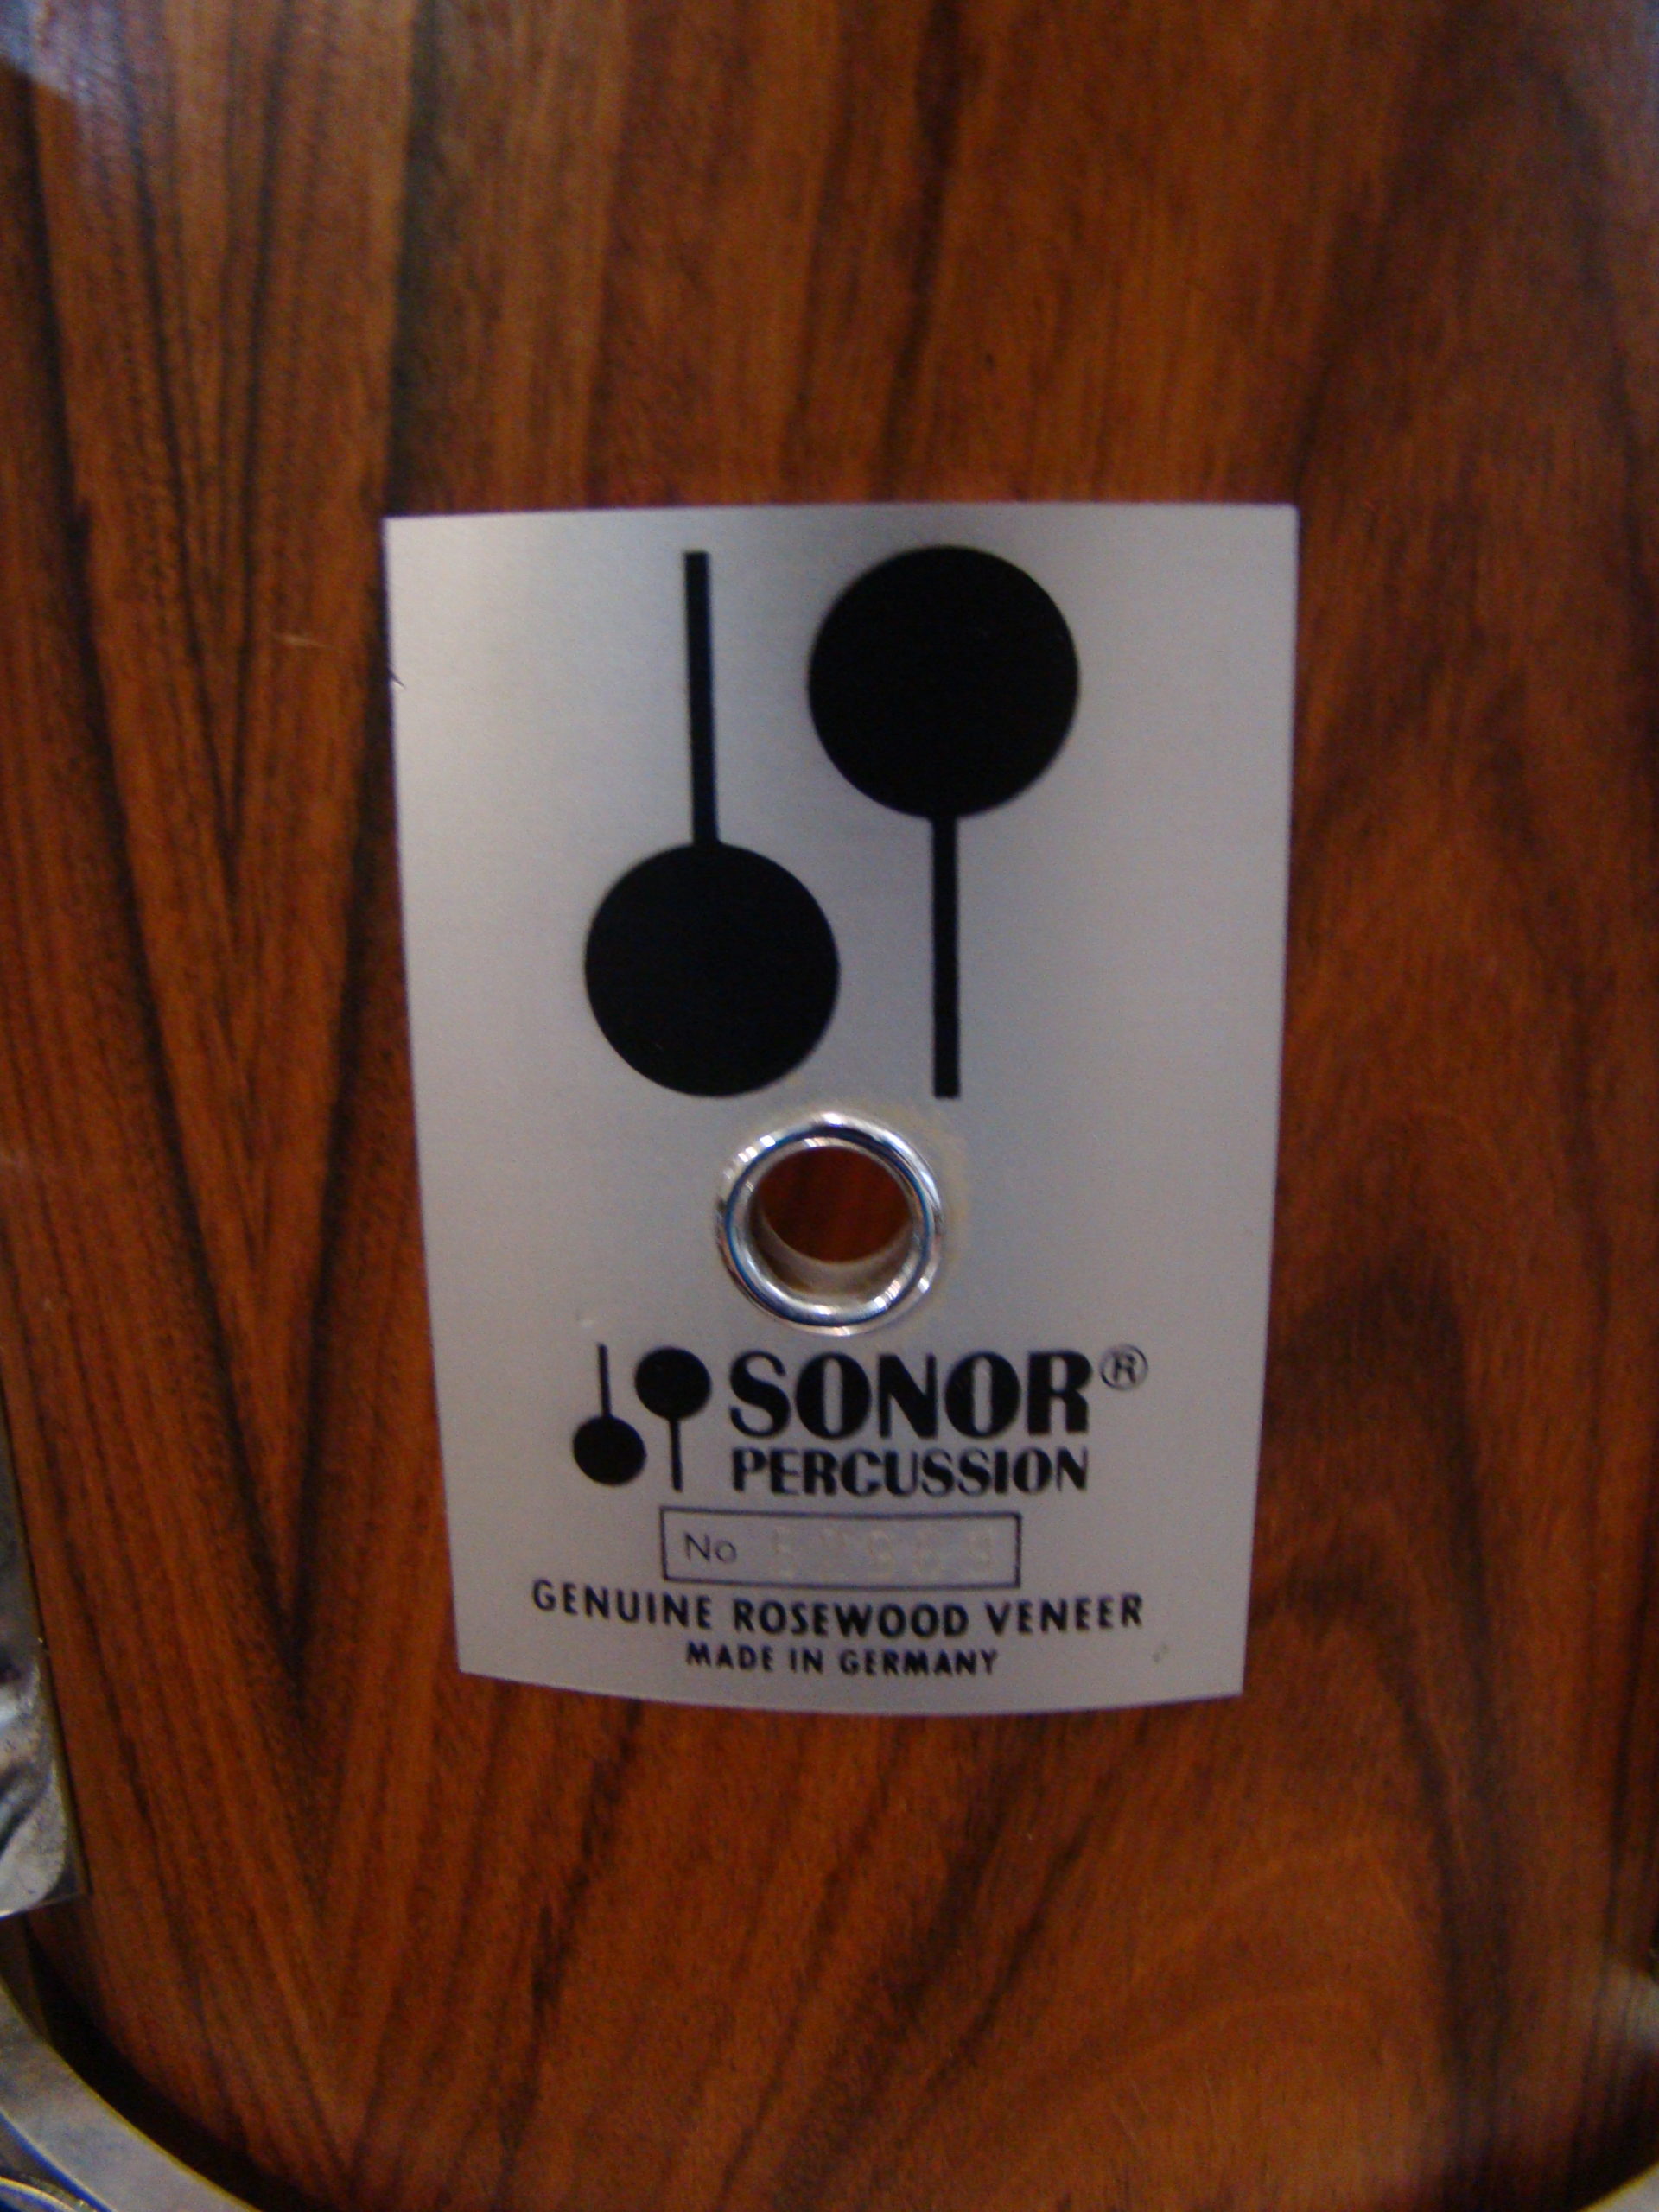 SONOR®
PERCUSSION
No
GENUINE ROSEWOOD VENEER
MADE IN GERMANY